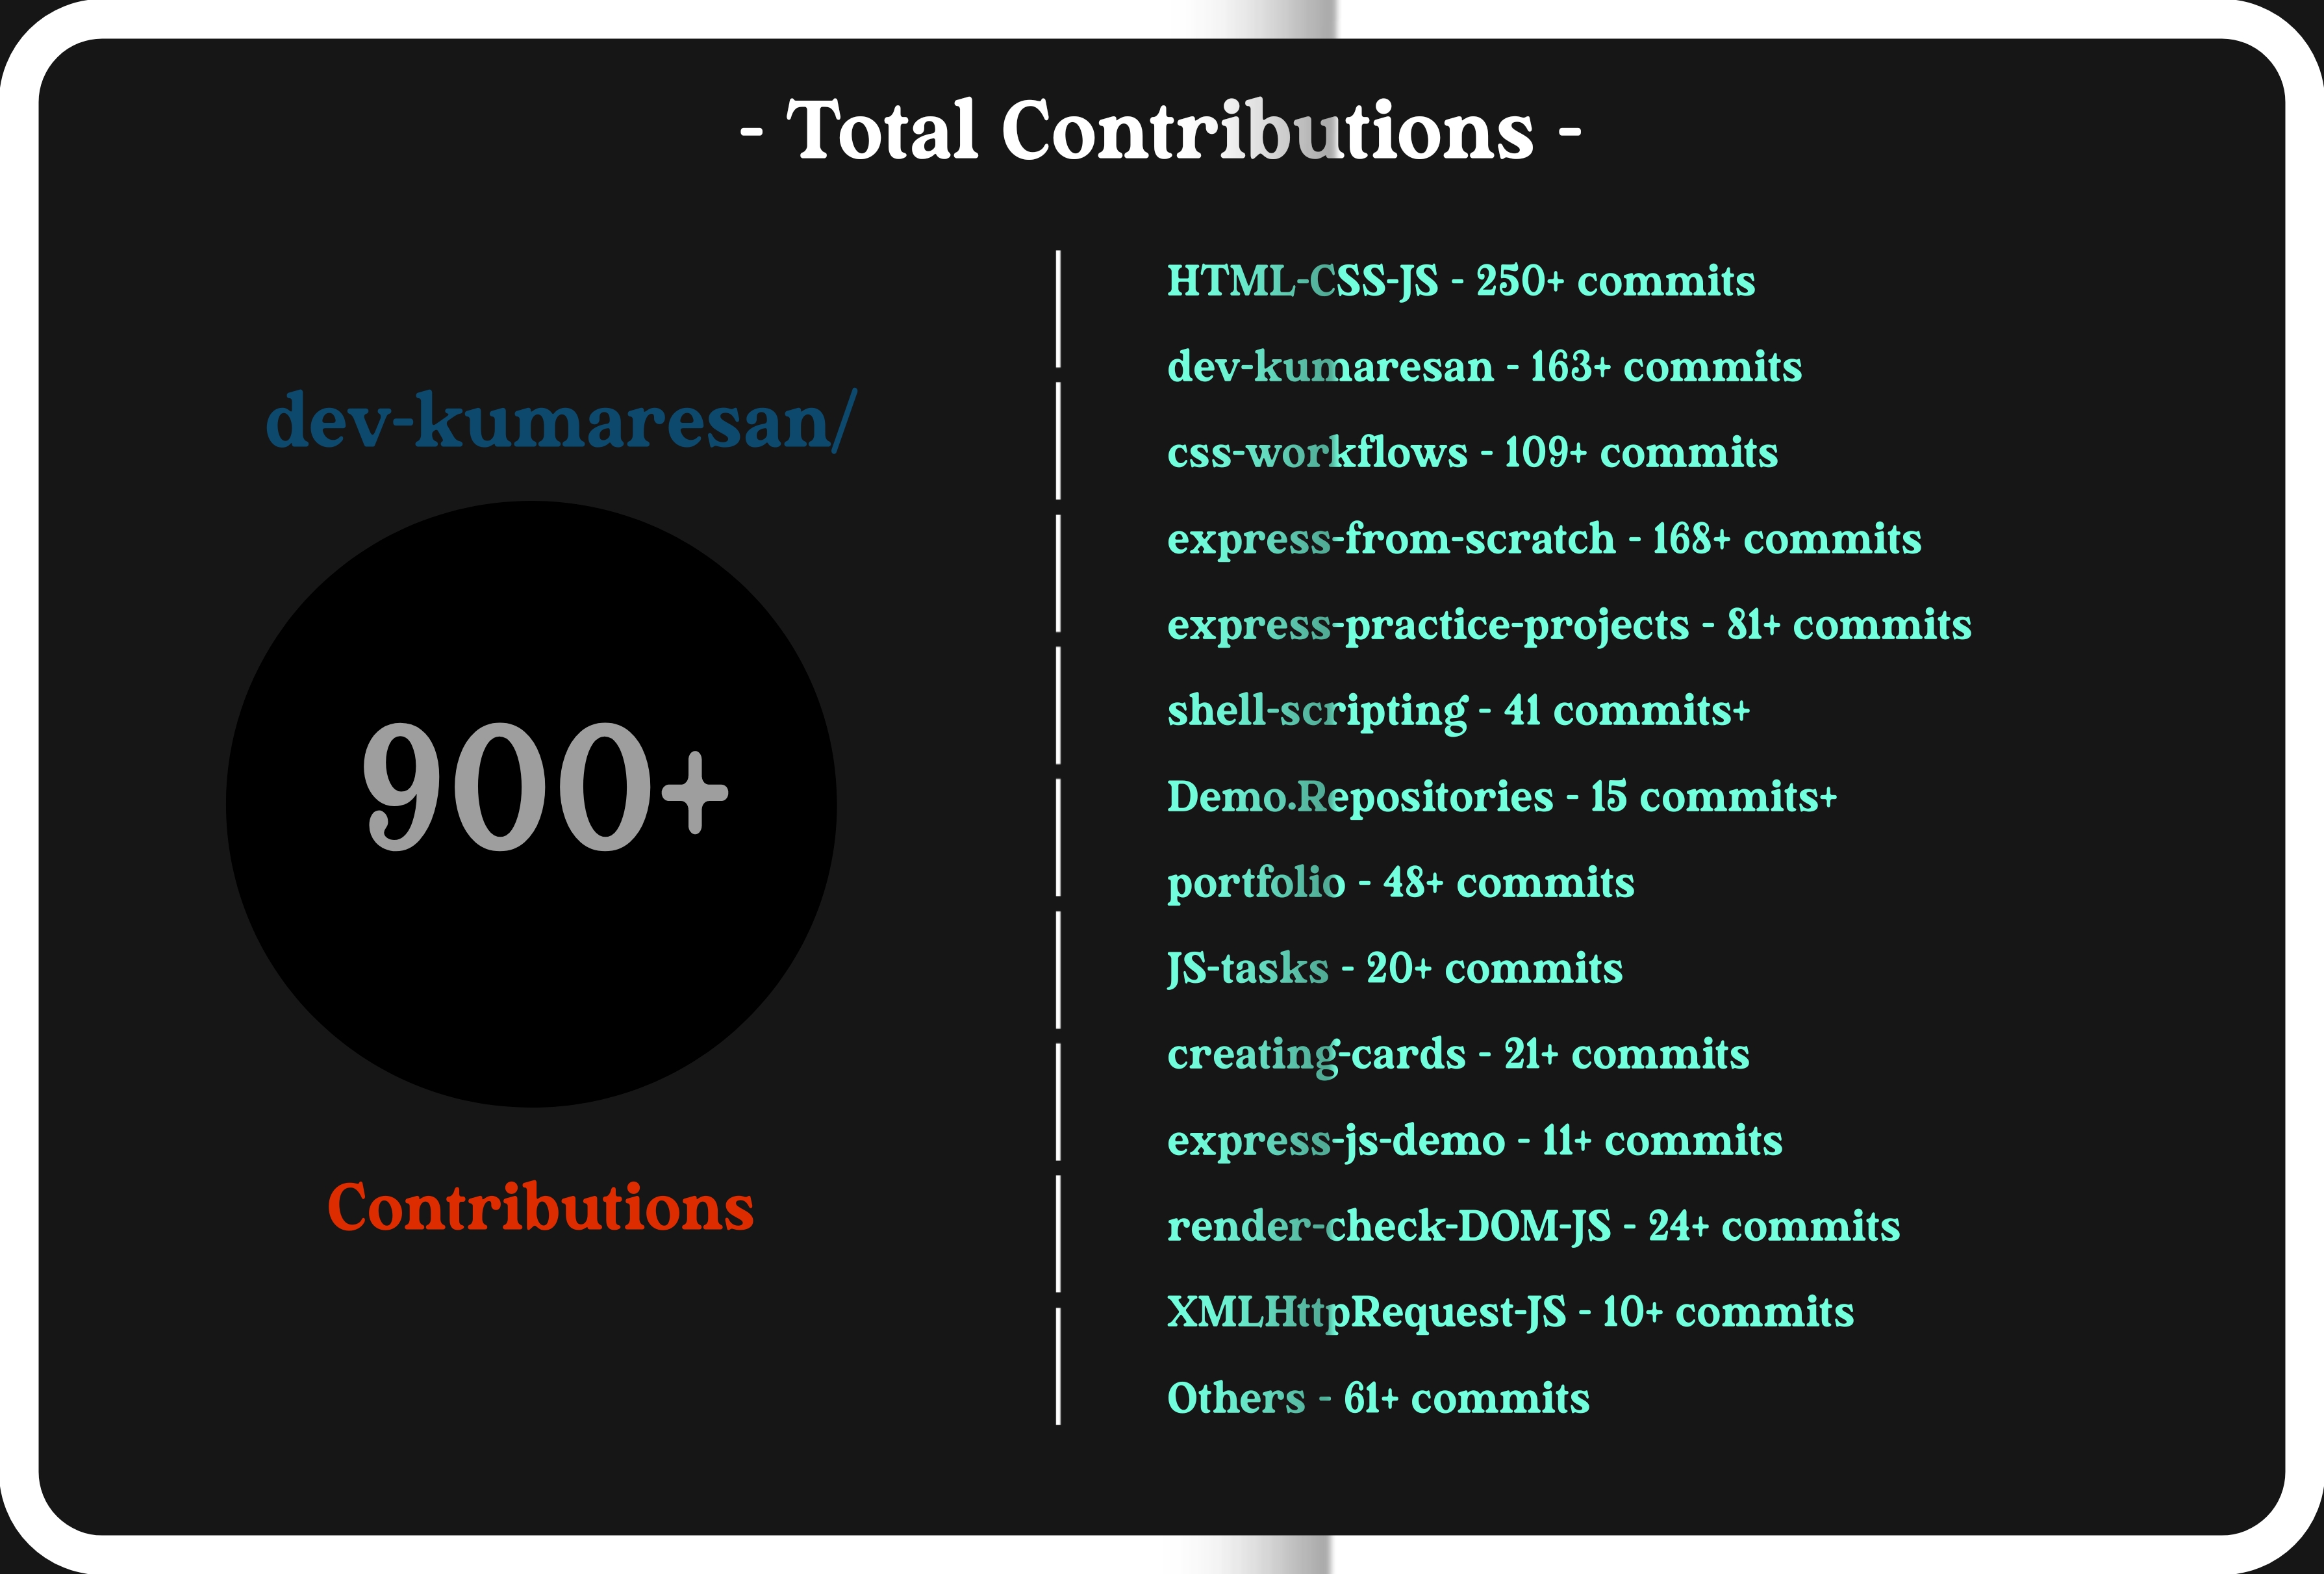 - Total Contributions -
dev-kumaresan/
900+
Contributions
HTML-CSS-JS - 250+ commits
dev-kumaresan - 163+ commits
css-workflows - 109+ commits
express-from-scratch - 168+ commits
express-practice-projects - 81+ commits
shell-scripting - 41 commits+
Demo.Repositories - 15 commits+
portfolio - 48+ commits
JS-tasks - 20+ commits
creating-cards - 21+ commits
express-js-demo - 11+ commits
render-check-DOM-JS - 24+ commits
XMLHttpRequest-JS - 10+ commits
Others - 61+ commits